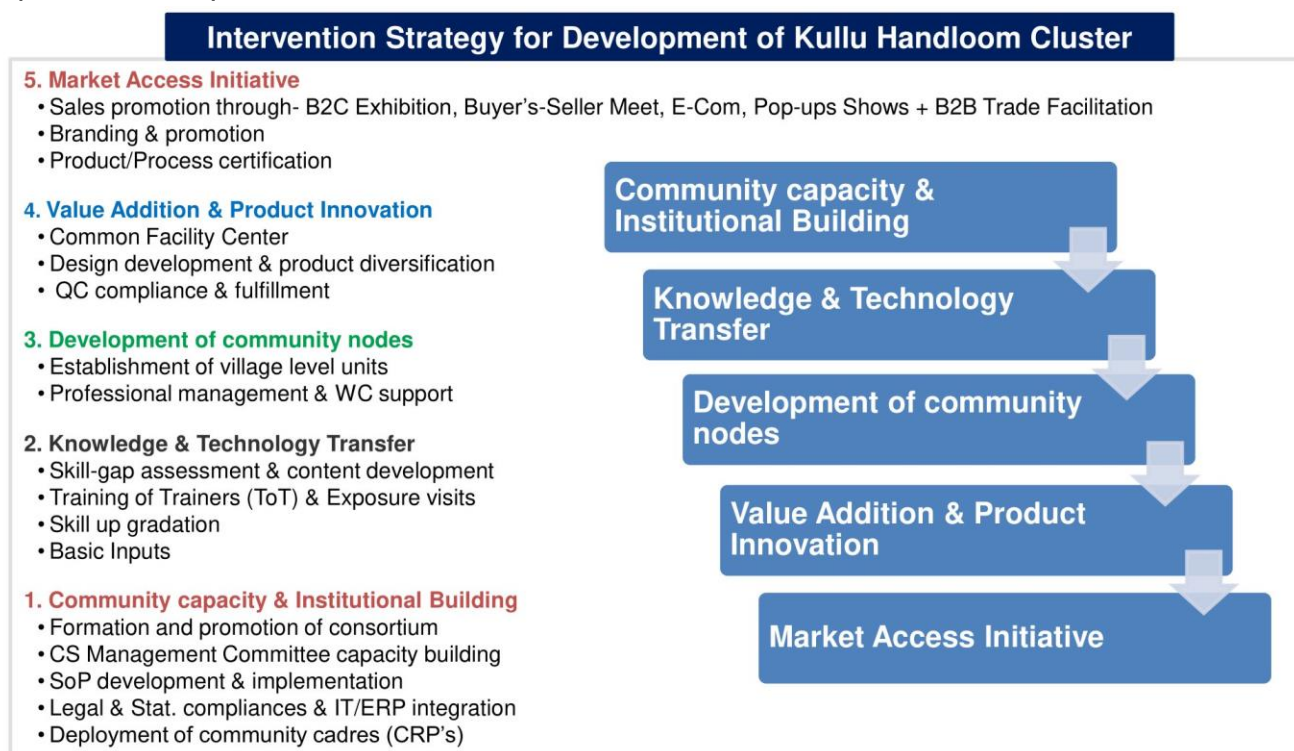 Intervention Strategy for Development of Kullu Handloom Cluster
5. Market Access Initiative
• Sales promotion through- B2C Exhibition, Buyer's-Seller Meet, E-Com, Pop-ups Shows + B2B Trade Facilitation
• Branding & promotion
• Product/Process certification
4. Value Addition & Product Innovation
• Common Facility Center
• Design development & product diversification
• QC compliance & fulfillment
3. Development of community nodes
• Establishment of village level units
• Professional management & WC support
2. Knowledge & Technology Transfer
• Skill-gap assessment & content development
• Training of Trainers (ToT) & Exposure visits
• Skill up gradation
• Basic Inputs
1. Community capacity & Institutional Building
• Formation and promotion of consortium
• CS Management Committee capacity building
• SoP development & implementation
• Legal & Stat. compliances & IT/ERP integration
• Deployment of community cadres (CRP's)
Community capacity &
Institutional Building
Knowledge & Technology
Transfer
Development of community
nodes
Value Addition & Product
Innovation
Market Access Initiative